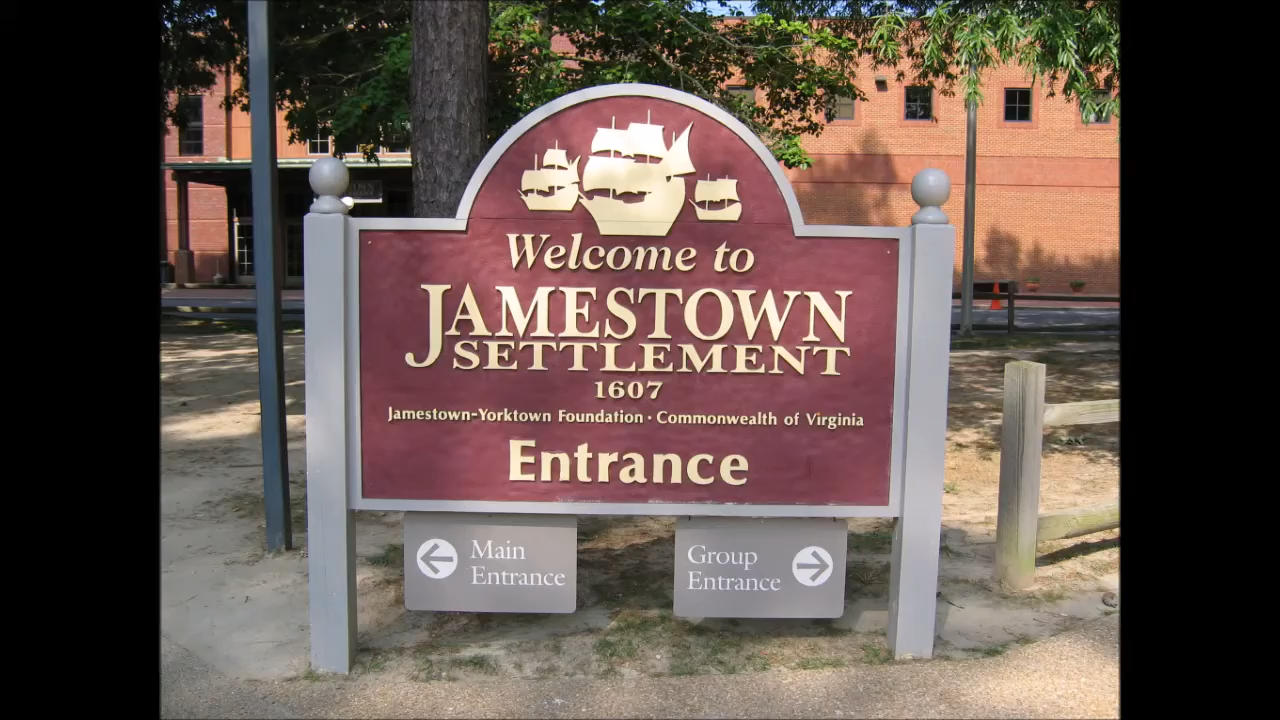 Welcome to
JAMESTOWN
SETTLEMENT
1607
Jamestown-Yorktown Foundation · Commonwealth of Virginia
Entrance
Main
Entrance
Group
Entrance